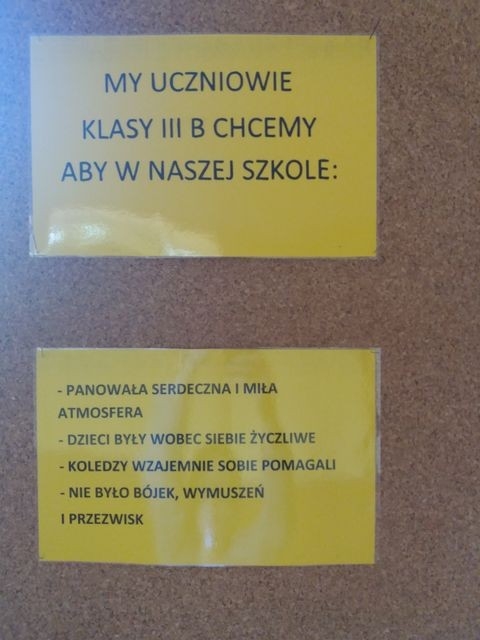 MY UCZNIOWIE
KLASY III B CHCEMY
ABY W NASZEJ SZKOLE:
- PANOWAŁA SERDECZNA I MIŁA
ATMOSFERA
- DZIECI BYŁY WOBEC SIEBIE ŻYCZLIWE
- KOLEDZY WZAJEMNIE SOBIE POMAGALI
- NIE BYŁO BÓJEK, WYMUSZEŃ
I PRZEZWISK